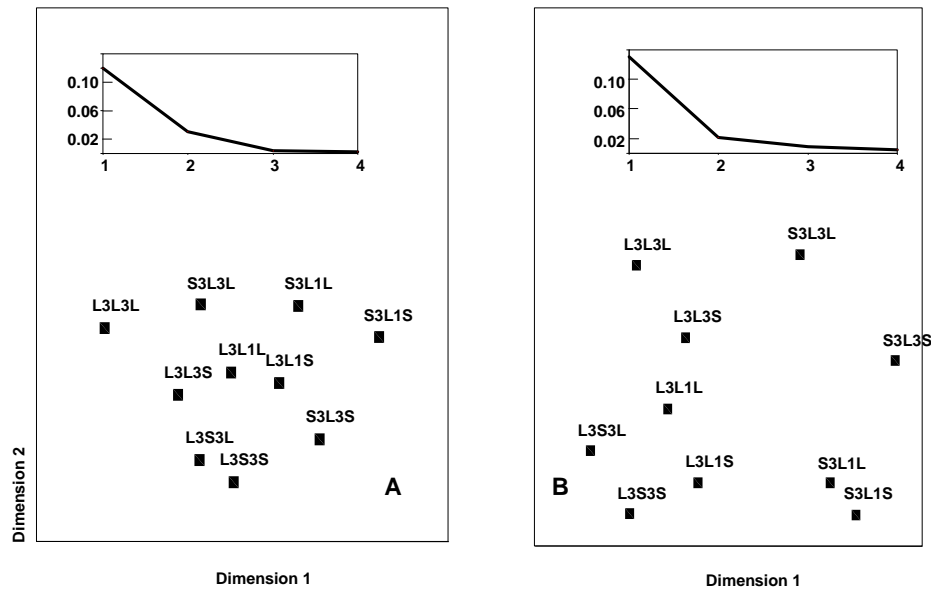 0.10
0.06
0.02
1 2 3 4
S3L3L S3L1L
L3L3L
S3L1S
L3L1L
L3L1S
L3L3S
S3L3S
L3S3L
L3S3S
A
Dimension 2
Dimension 1
0.10
0.06
0.02
1 2 3 4
S3L3L
L3L3L
L3L3S
S3L3S
L3L1L
L3S3L
L3L1S S3L1L
B
L3S3S S3L1S
Dimension 1